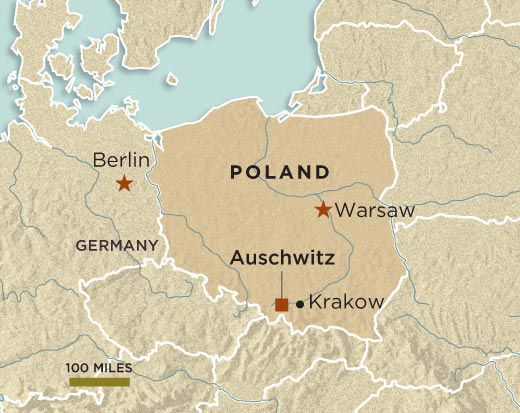 Berlin
POLAND
Warsaw
GERMANY
Auschwitz
Krakow
100 MILES